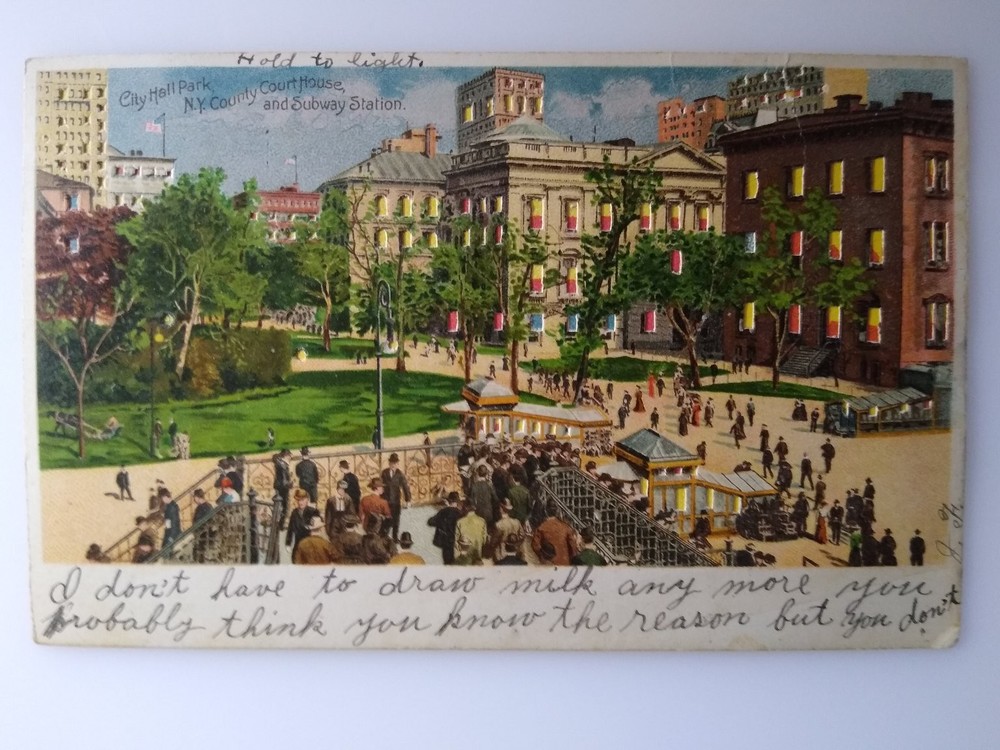 Hold to light.
City Hall Park,
N.Y. County Court House,
and Subway Station.
I don't have to draw milk any more you
probably think you know the reason but you don't